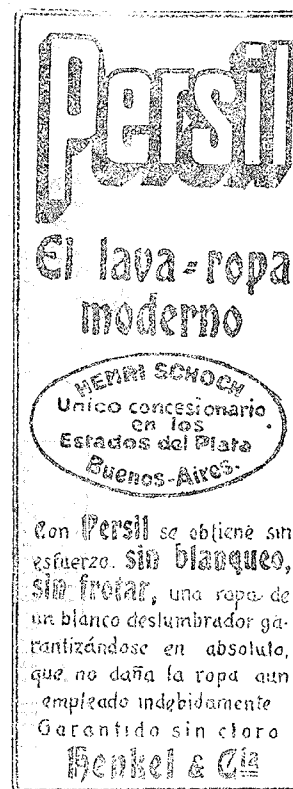 Persil
El lava-ropa
moderno
HENRI SCHOCH
Unico concesionario
en los
Estados del Plata
Buenos-Aires.
Con Persil se obtiene sin
esfuerzo. sin blanqueo,
sin frotar, una ropa de
un blanco deslumbrador ga-
rantizándose en absoluto,
que no daña la ropa aun
empleado indebidamente
Garantido sin cloro
Henkel & Cía